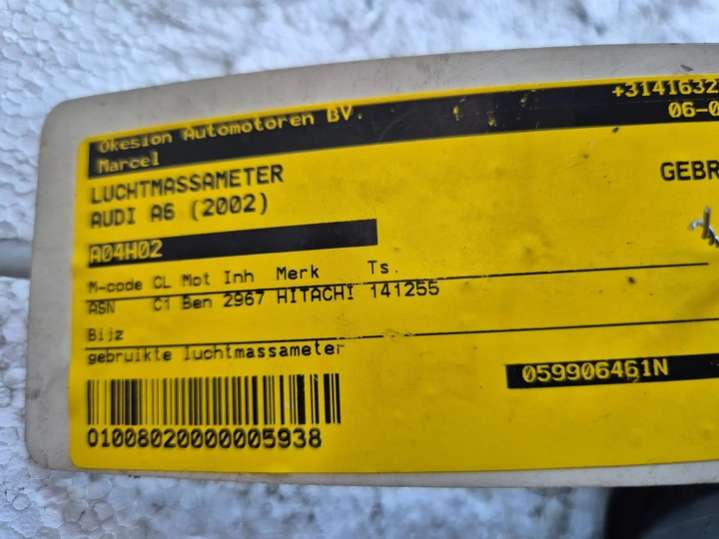 Okesion Automotoren BV. +3141632
Marcel 06-0
LUCHTMASSAMETER GEBR
AUDI A6 (2002)
A04H02
M-code CL Mot Inh Merk Ts.
ASN C1 Ben 2967 HITACHI 141255
Bijz
gebruikte luchtmassameter
059906461N
01008020000005938